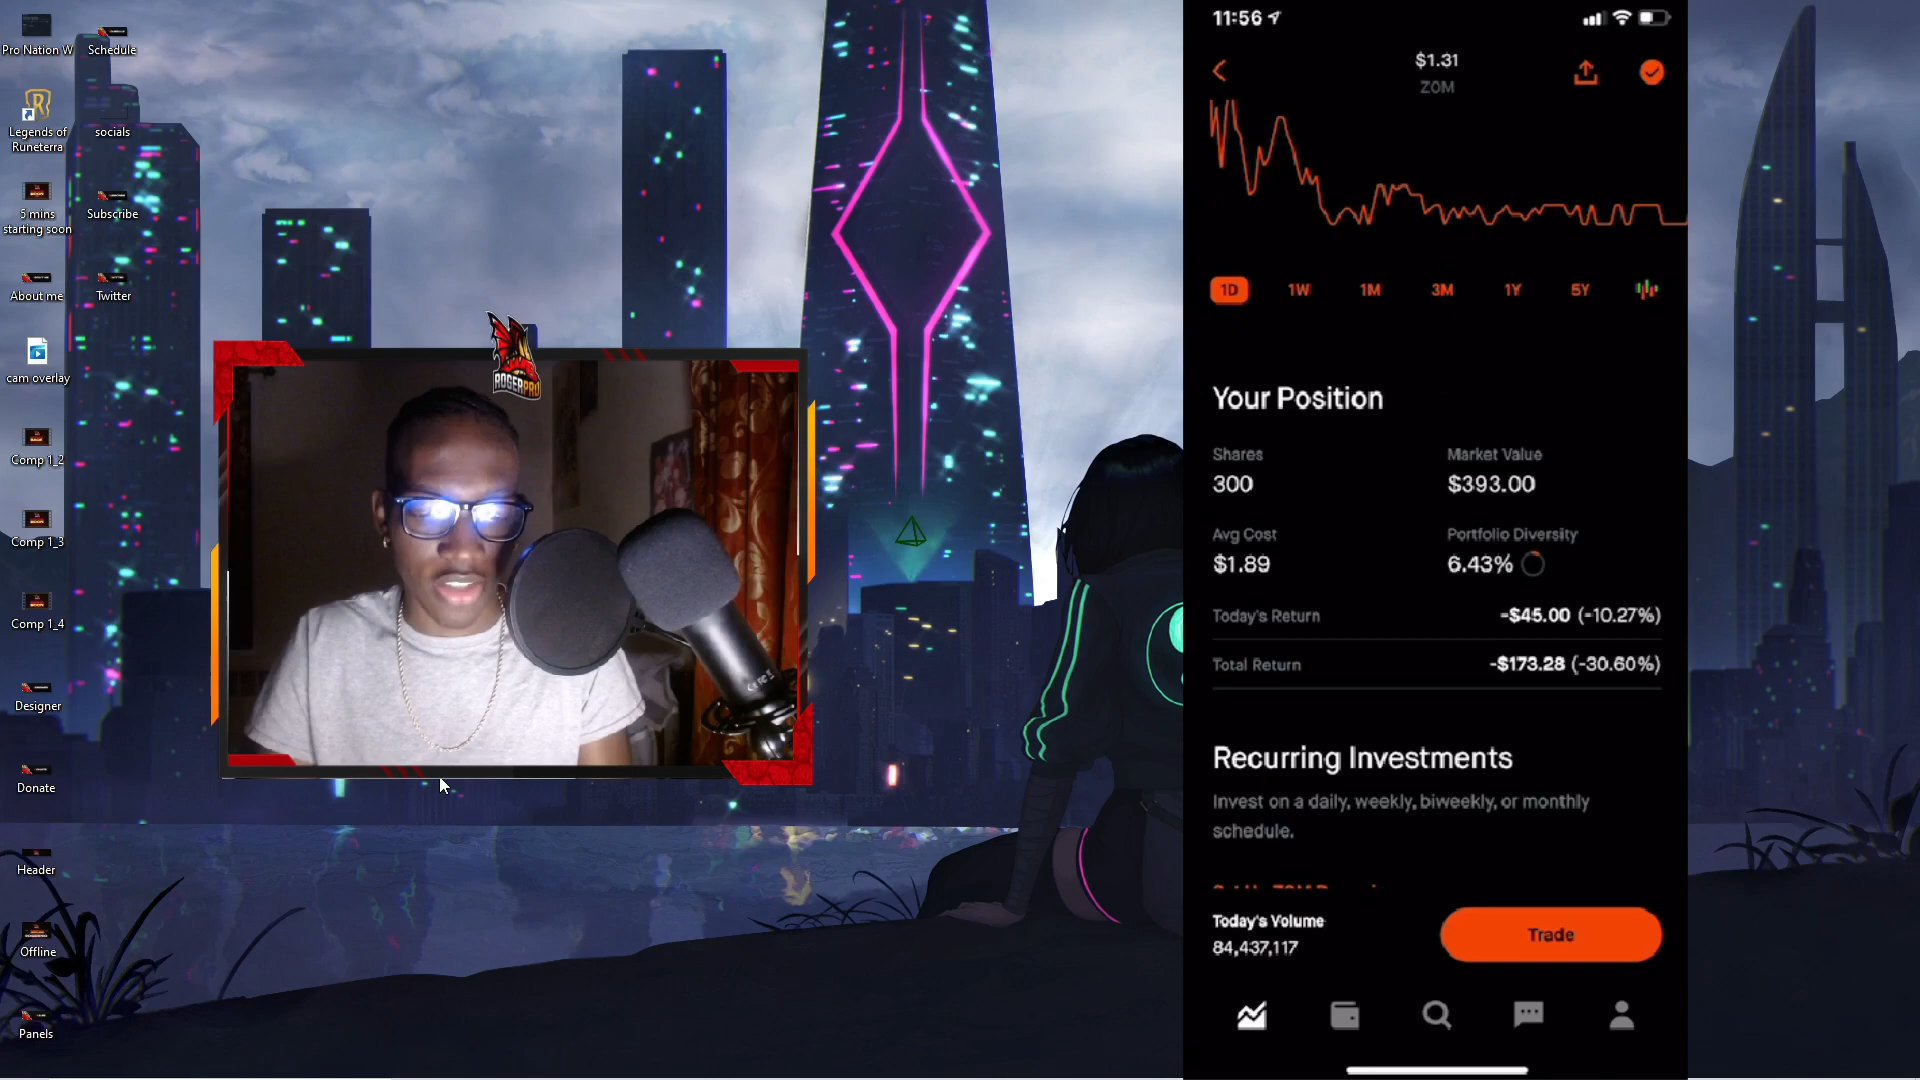 Pro Nation W
Schedule
Legends of
Runeterra
socials
5 mins
starting soon
Subscribe
About me
Twitter
cam overlay
Comp 1_2
Comp 1_3
Comp 1_4
Designer
Donate
Header
Offline
Panels
ROGERPRO
11:56
$1.31
ZOM
1D
1W
1M
3M
1Y
5Y
Your Position
Shares
Market Value
300
$393.00
Avg Cost
Portfolio Diversity
$1.89
6.43%
Today's Return
-$45.00 (-10.27%)
Total Return
-$173.28 (-30.60%)
Recurring Investments
Invest on a daily, weekly, biweekly, or monthly
schedule.
Today's Volume
84,437,117
Trade